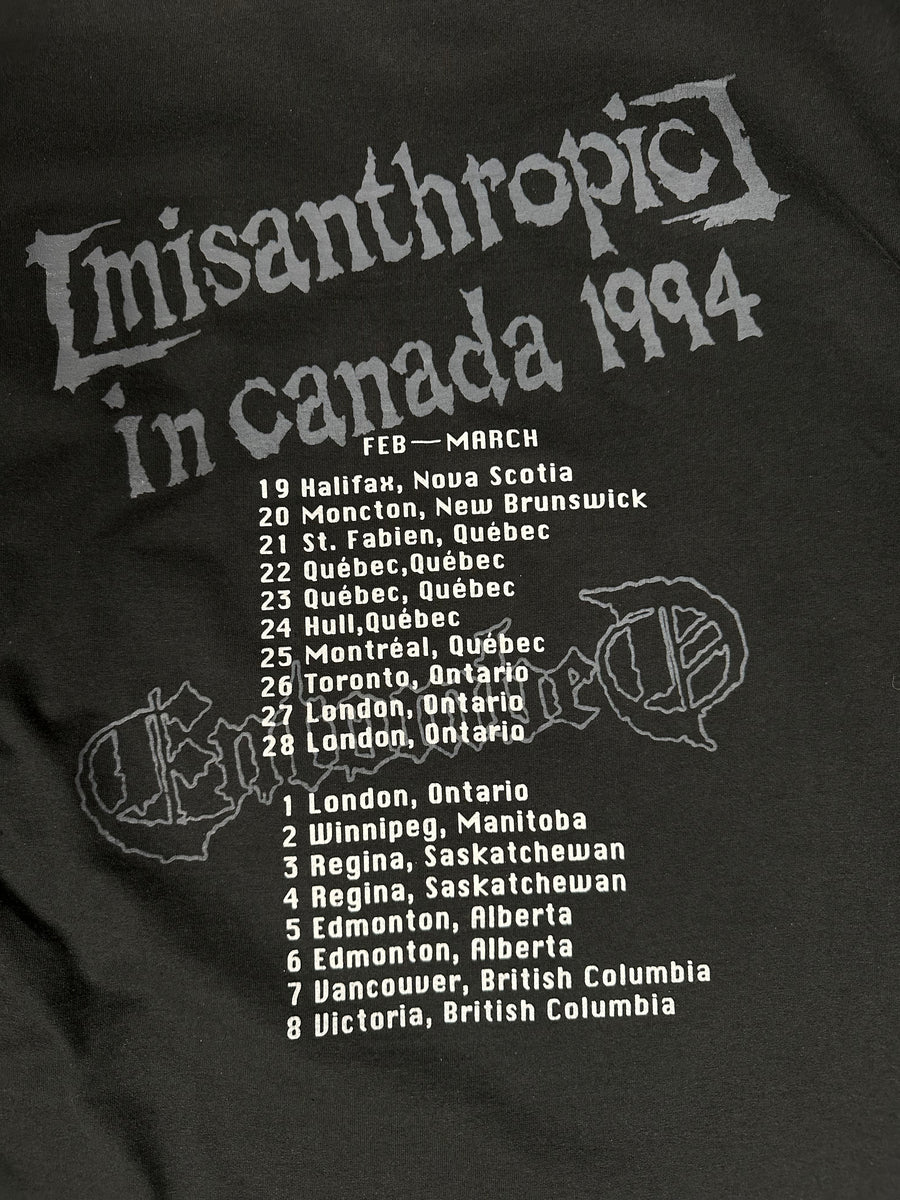 [misanthropic]
in canada 1994
FEB—MARCH
19 Halifax, Nova Scotia
20 Moncton, New Brunswick
21 St. Fabien, Québec
22 Québec,Québec
23 Québec, Québec
24 Hull,Québec
25 Montréal, Québec
26 Toronto, Ontario
27 London, Ontario
28 London, Ontario
Entombed
1 London, Ontario
2 Winnipeg, Manitoba
3 Regina, Saskatchewan
4 Regina, Saskatchewan
5 Edmonton, Alberta
6 Edmonton, Alberta
7 Vancouver, British Columbia
8 Victoria, British Columbia